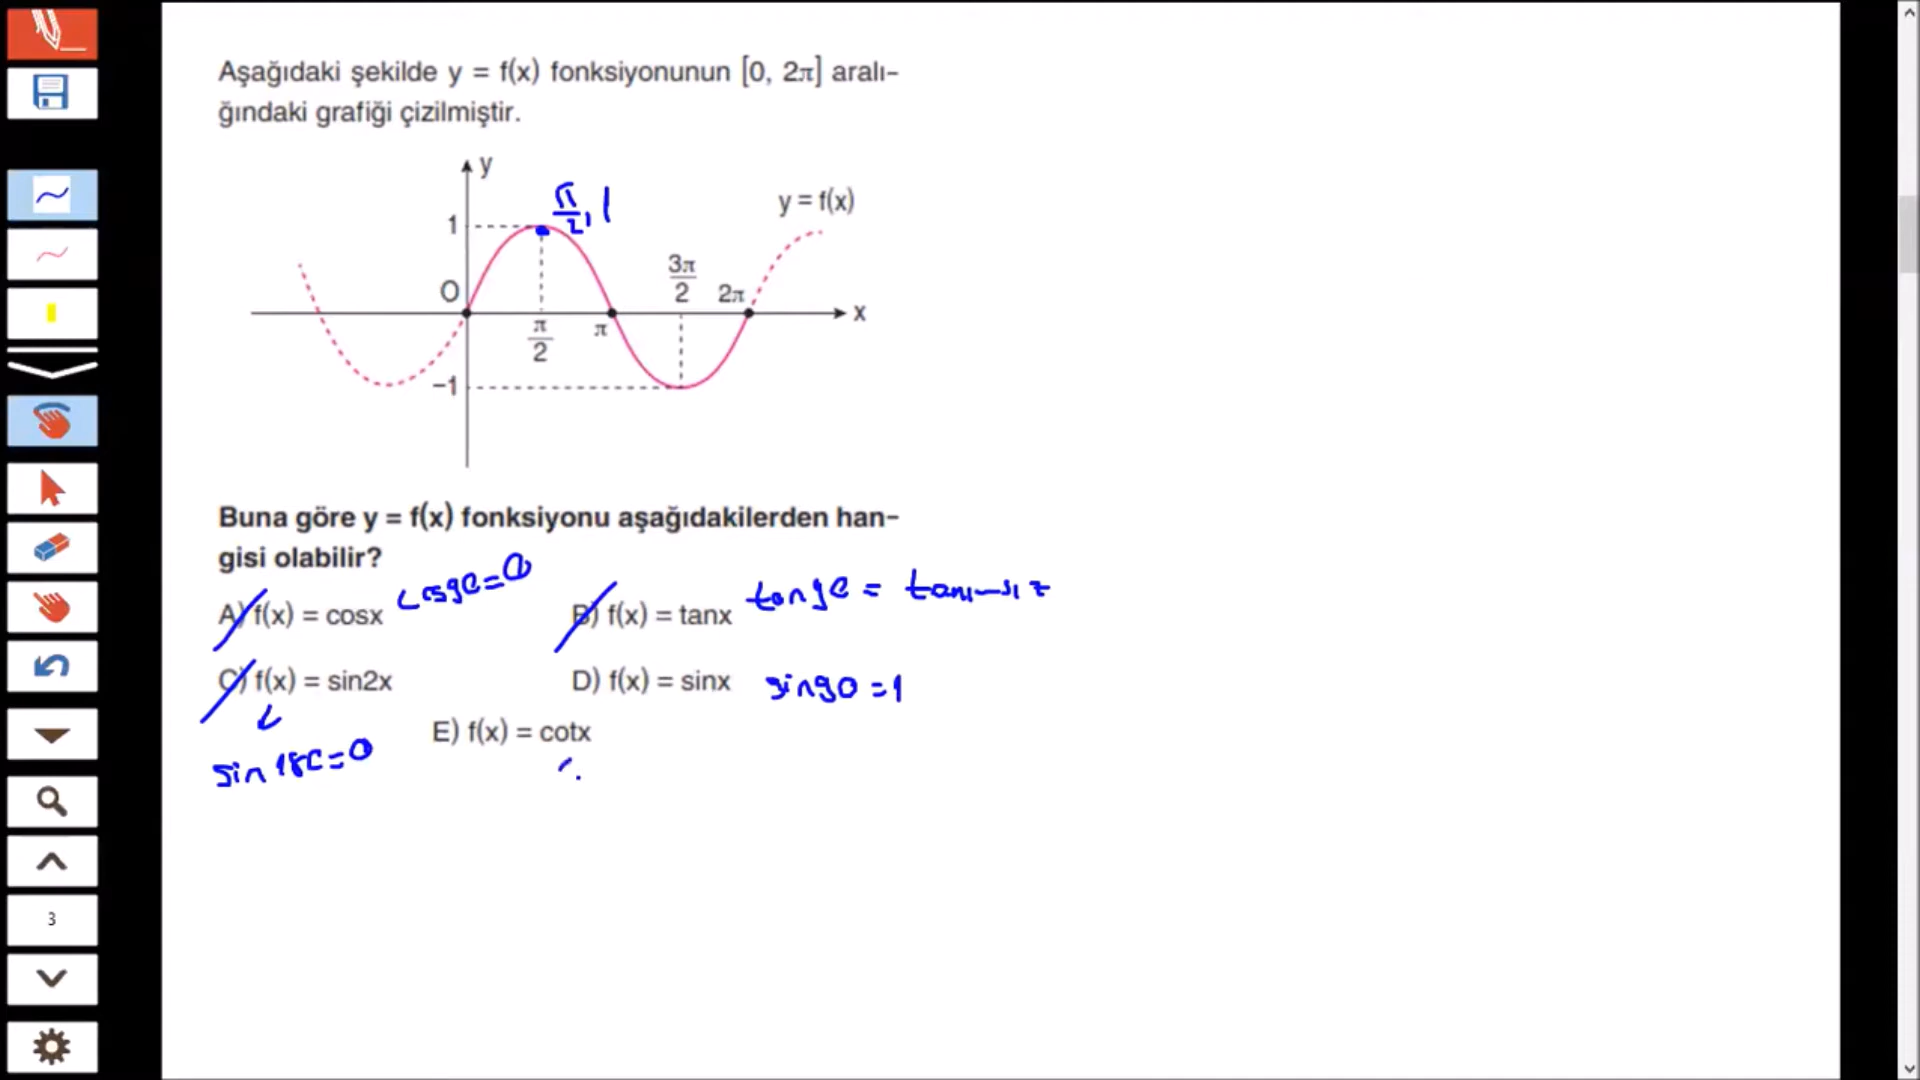 Aşağıdaki şekilde y = f(x) fonksiyonunun [0, 2π] aralı-
ğındaki grafiği çizilmiştir.
y
π/2, 1
y = f(x)
1
3π/2
O
2π
x
π/2
π
−1
Buna göre y = f(x) fonksiyonu aşağıdakilerden han-
gisi olabilir?
A) f(x) = cosx cos90=0
B) f(x) = tanx tan90 = tanımsız
C) f(x) = sin2x
D) f(x) = sinx sin90=1
E) f(x) = cotx
sin180=0
3